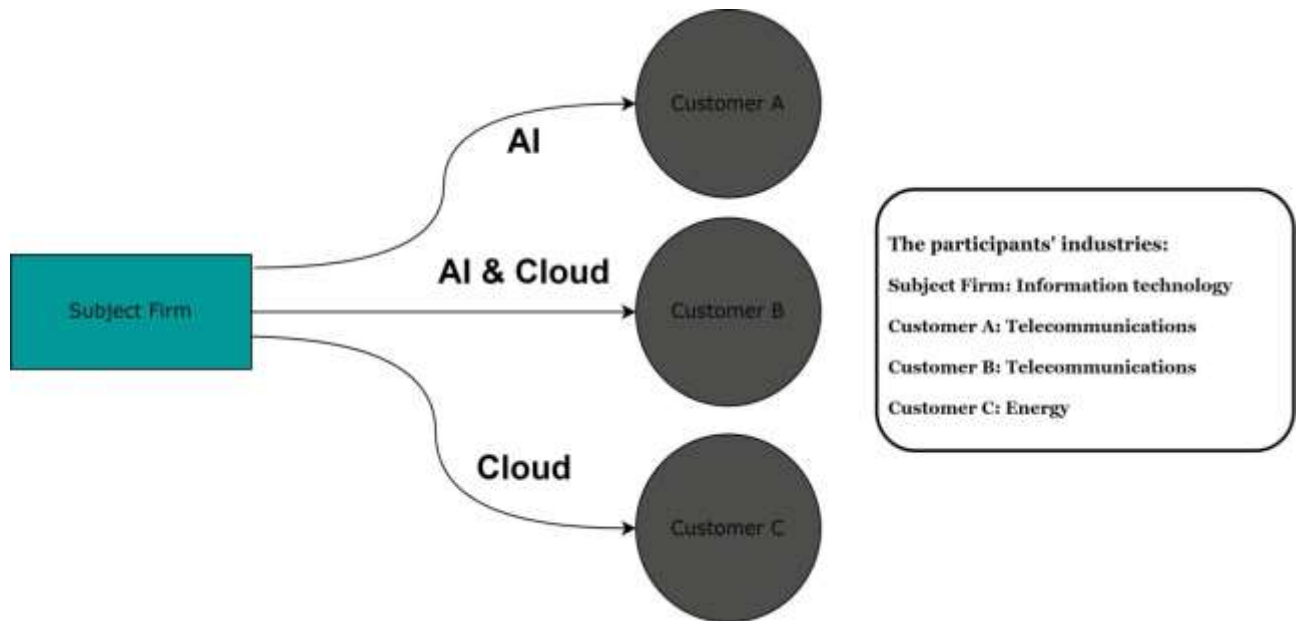 Customer A
AI
AI & Cloud
Subject Firm
Customer B
Cloud
Customer C
The participants' industries:
Subject Firm: Information technology
Customer A: Telecommunications
Customer B: Telecommunications
Customer C: Energy